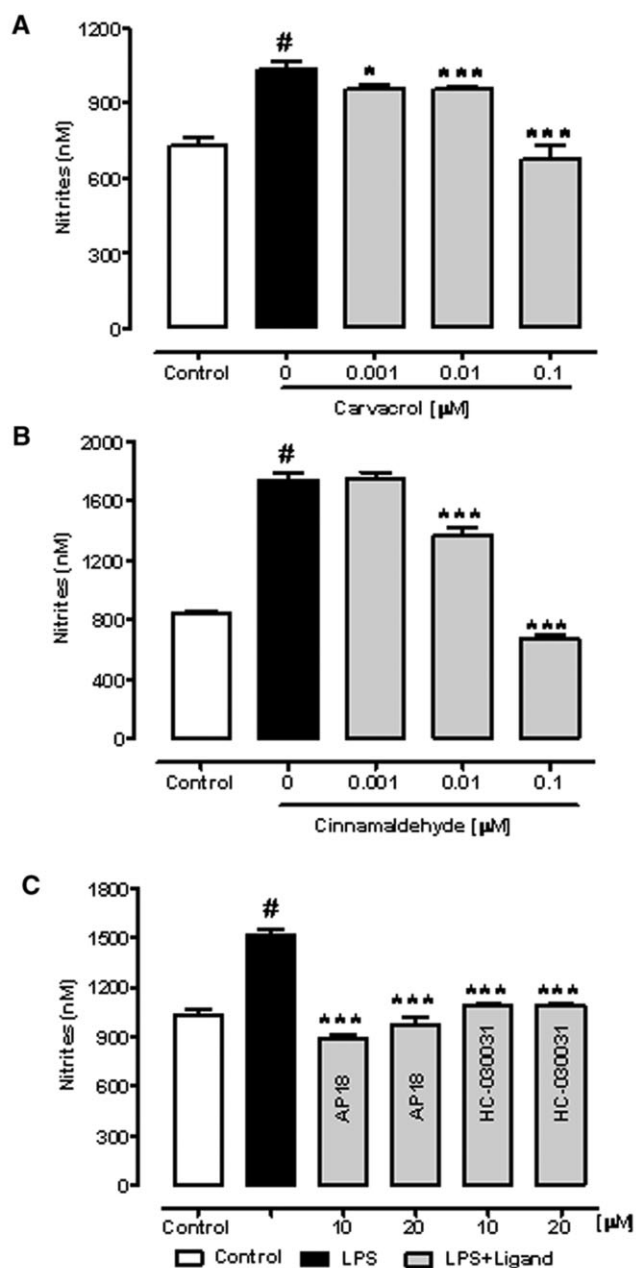 A
1200
900
600
300
0
Nitrites (nM)
#
*
***
***
Control
0
0.001
0.01
0.1
Carvacrol [μM]
B
2000
1600
1200
800
400
0
Nitrites (nM)
#
***
***
Control
0
0.001
0.01
0.1
Cinnamaldehyde [μM]
C
1800
1500
1200
900
600
300
0
Nitrites (nM)
#
***
***
***
***
AP18
AP18
HC-030031
HC-030031
Control
10
20
10
20
[μM]
Control
LPS
LPS+Ligand